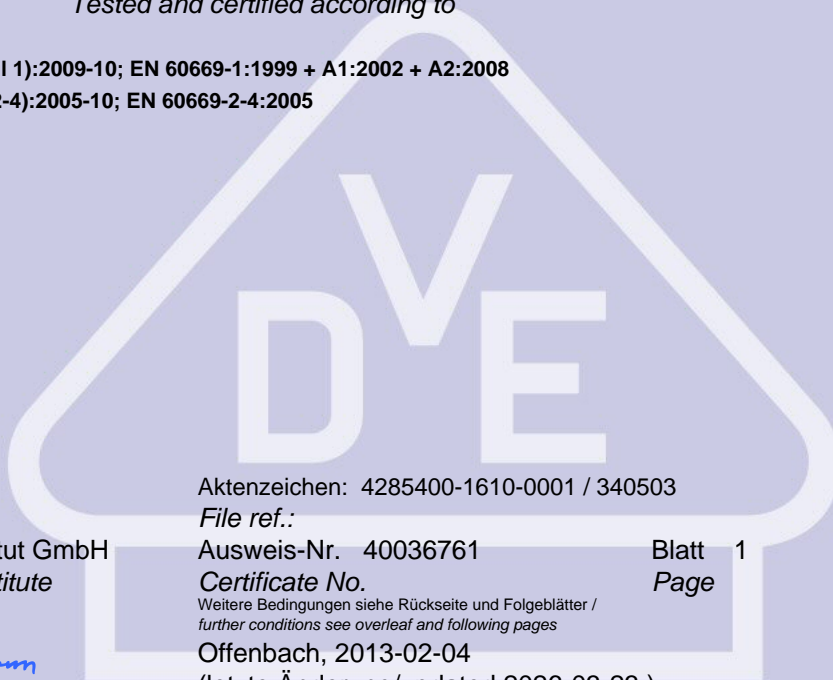 Tested and certified according to
1):2009-10; EN 60669-1:1999 + A1:2002 + A2:2008
2-4):2005-10; EN 60669-2-4:2005
VDE
Aktenzeichen: 4285400-1610-0001 / 340503
File ref.:
GmbH Ausweis-Nr. 40036761 Blatt 1
Certificate No. Page
Weitere Bedingungen siehe Rückseite und Folgeblätter /
further conditions see overleaf and following pages
Offenbach, 2013-02-04